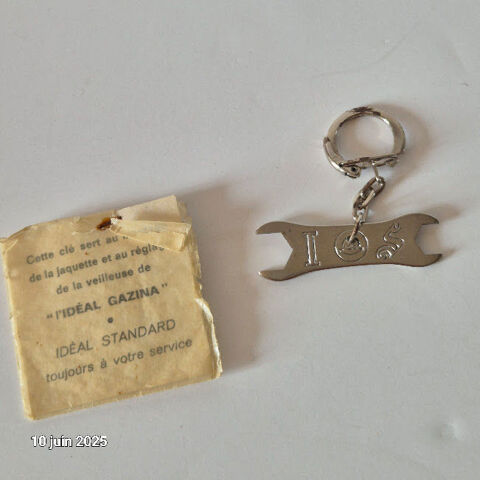 Cette clé sert au
de la jaquette et au réglage
de la veilleuse de
"l'IDÉAL GAZINA"
•
IDÉAL STANDARD
toujours à votre service
I S
10 juin 2025